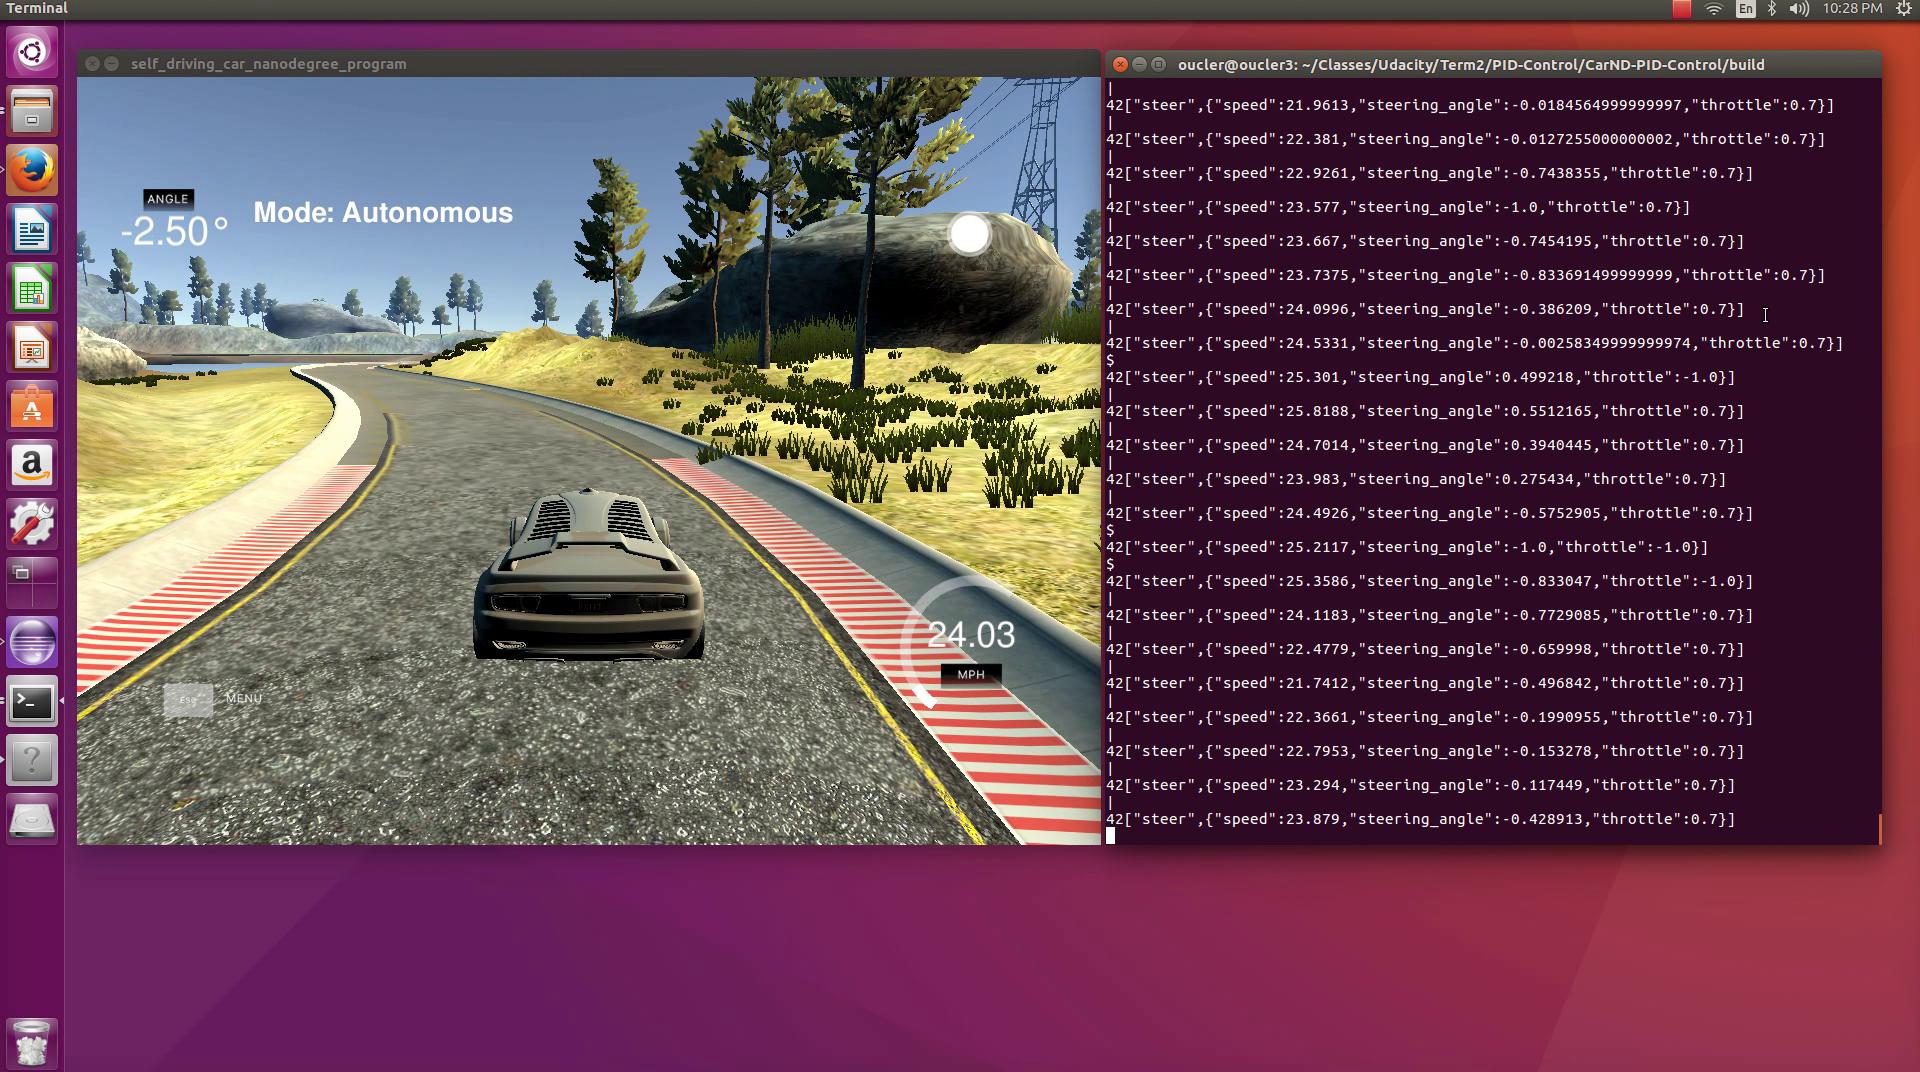 Terminal
En
10:28 PM
self_driving_car_nanodegree_program
ANGLE
-2.50°
Mode: Autonomous
24.03
MPH
Esc
MENU
oucler@oucler3: ~/Classes/Udacity/Term2/PID-Control/CarND-PID-Control/build
|
42["steer",{"speed":21.9613,"steering_angle":-0.0184564999999997,"throttle":0.7}]
|
42["steer",{"speed":22.381,"steering_angle":-0.0127255000000002,"throttle":0.7}]
|
42["steer",{"speed":22.9261,"steering_angle":-0.7438355,"throttle":0.7}]
|
42["steer",{"speed":23.577,"steering_angle":-1.0,"throttle":0.7}]
|
42["steer",{"speed":23.667,"steering_angle":-0.7454195,"throttle":0.7}]
|
42["steer",{"speed":23.7375,"steering_angle":-0.833691499999999,"throttle":0.7}]
|
42["steer",{"speed":24.0996,"steering_angle":-0.386209,"throttle":0.7}]
|
42["steer",{"speed":24.5331,"steering_angle":-0.00258349999999974,"throttle":0.7}]
$
42["steer",{"speed":25.301,"steering_angle":0.499218,"throttle":-1.0}]
|
42["steer",{"speed":25.8188,"steering_angle":0.5512165,"throttle":0.7}]
|
42["steer",{"speed":24.7014,"steering_angle":0.3940445,"throttle":0.7}]
|
42["steer",{"speed":23.983,"steering_angle":0.275434,"throttle":0.7}]
|
42["steer",{"speed":24.4926,"steering_angle":-0.5752905,"throttle":0.7}]
$
42["steer",{"speed":25.2117,"steering_angle":-1.0,"throttle":-1.0}]
$
42["steer",{"speed":25.3586,"steering_angle":-0.833047,"throttle":-1.0}]
|
42["steer",{"speed":24.1183,"steering_angle":-0.7729085,"throttle":0.7}]
|
42["steer",{"speed":22.4779,"steering_angle":-0.659998,"throttle":0.7}]
|
42["steer",{"speed":21.7412,"steering_angle":-0.496842,"throttle":0.7}]
|
42["steer",{"speed":22.3661,"steering_angle":-0.1990955,"throttle":0.7}]
|
42["steer",{"speed":22.7953,"steering_angle":-0.153278,"throttle":0.7}]
|
42["steer",{"speed":23.294,"steering_angle":-0.117449,"throttle":0.7}]
|
42["steer",{"speed":23.879,"steering_angle":-0.428913,"throttle":0.7}]